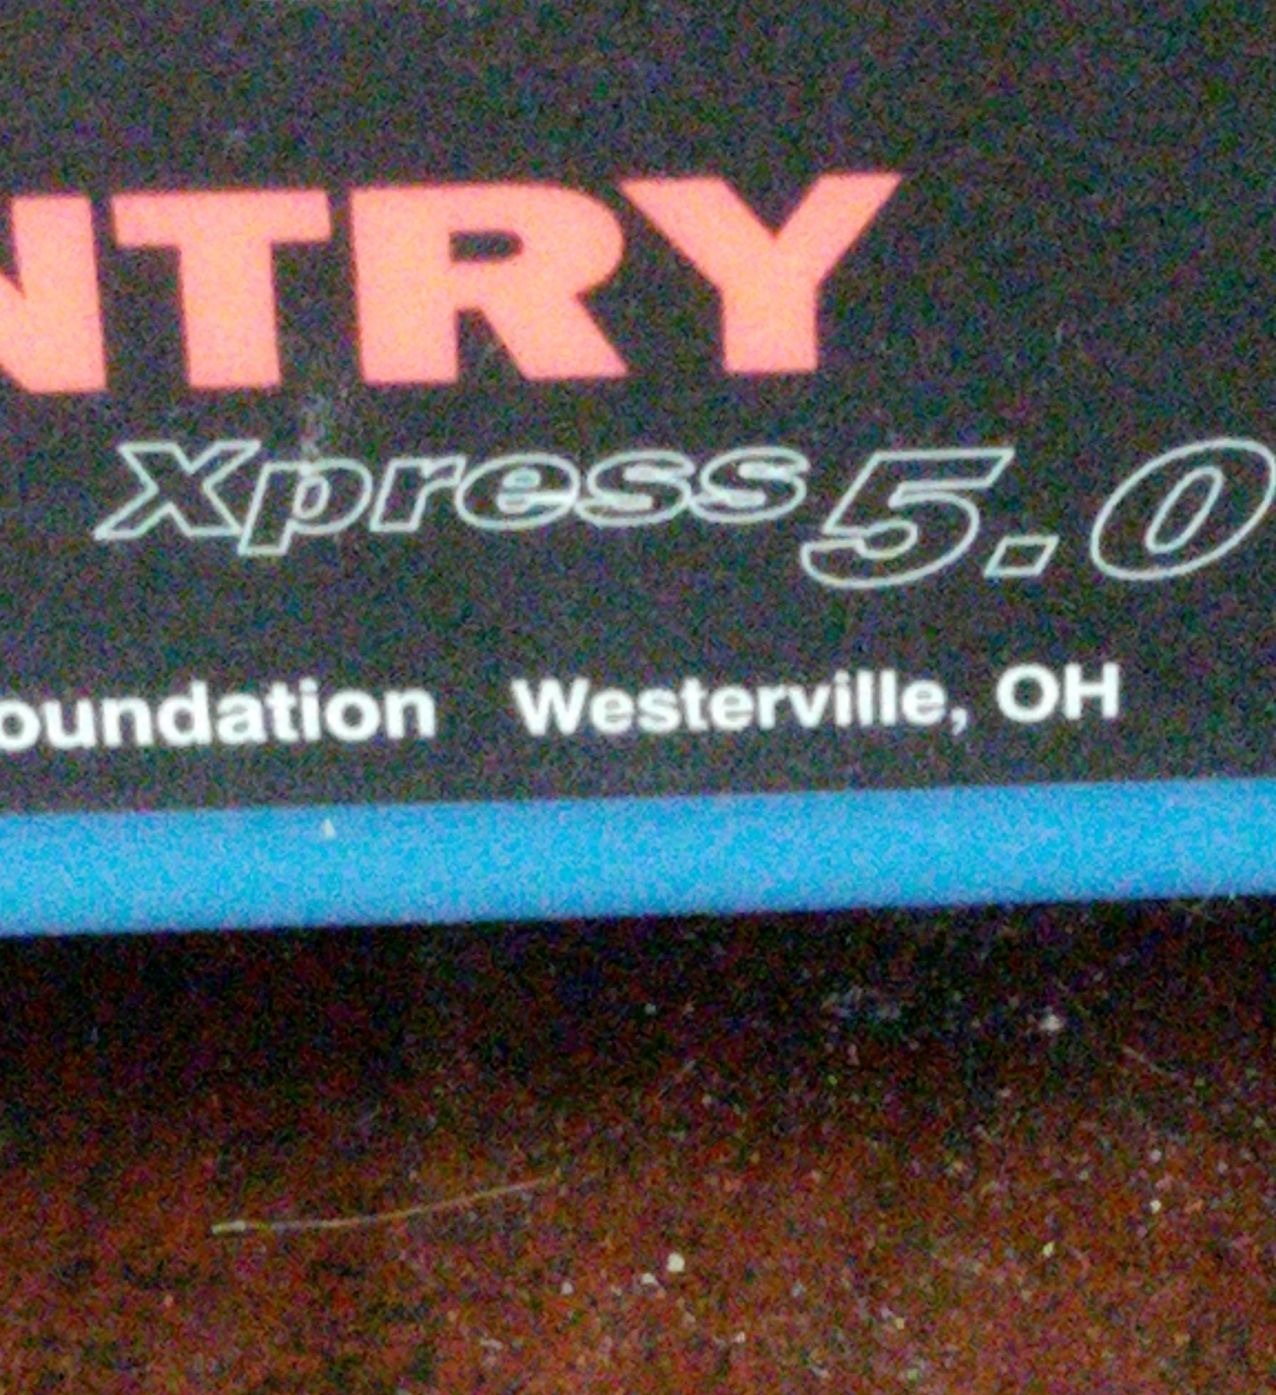 NTRY
Xpress 5.0
oundation Westerville, OH